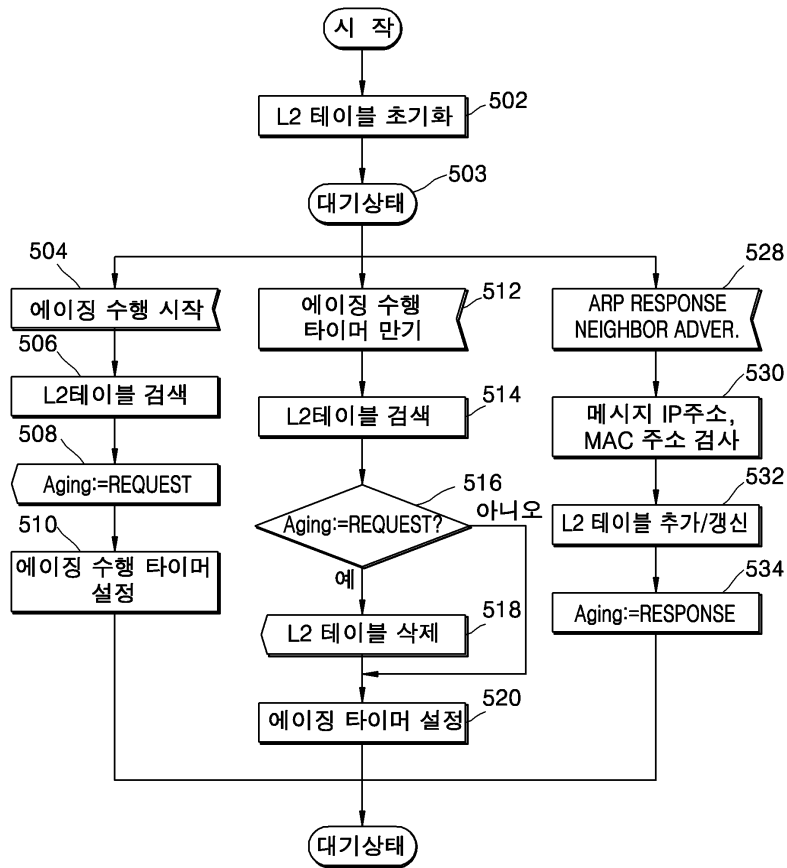 시 작
L2 테이블 초기화
502
대기상태
503
504
에이징 수행 시작
506
L2테이블 검색
508
Aging:=REQUEST
510
에이징 수행 타이머
설정
에이징 수행
타이머 만기
512
L2테이블 검색
514
Aging:=REQUEST?
516
아니오
예
L2 테이블 삭제
518
에이징 타이머 설정
520
528
ARP RESPONSE
NEIGHBOR ADVER.
530
메시지 IP주소,
MAC 주소 검사
532
L2 테이블 추가/갱신
534
Aging:=RESPONSE
대기상태